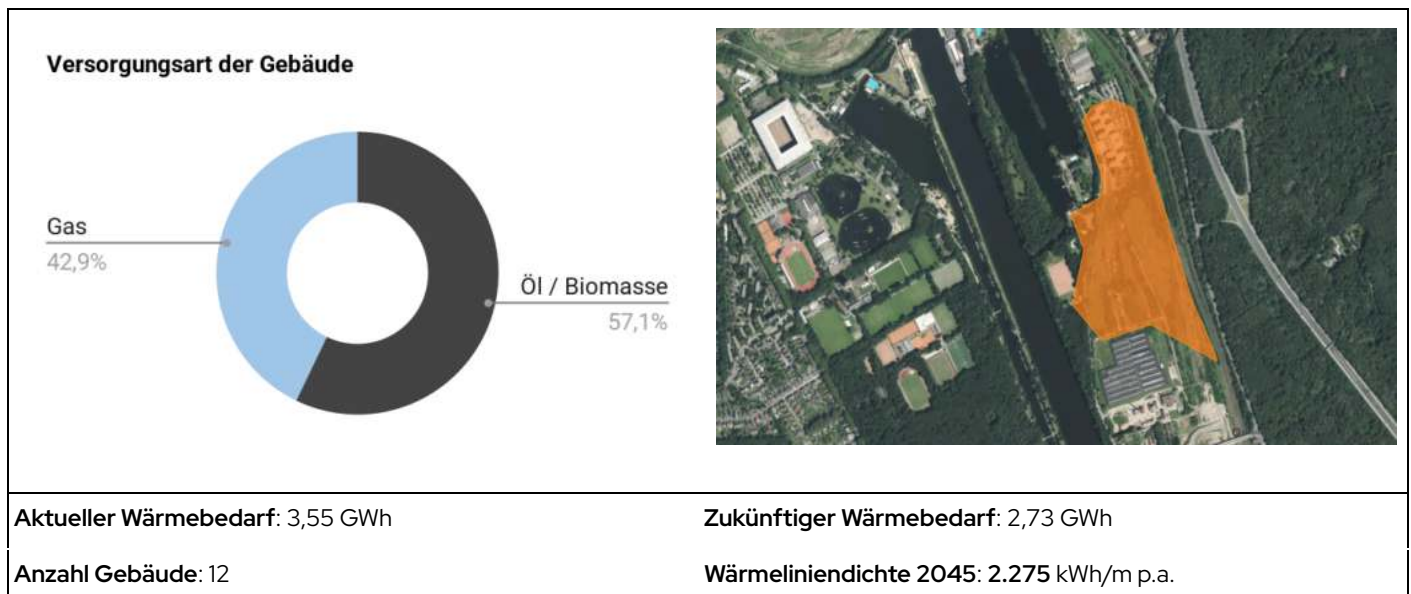 Versorgungsart der Gebäude
Gas
42,9%
Öl / Biomasse
57,1%
Aktueller Wärmebedarf: 3,55 GWh
Zukünftiger Wärmebedarf: 2,73 GWh
Anzahl Gebäude: 12
Wärmeliniendichte 2045: 2.275 kWh/m p.a.